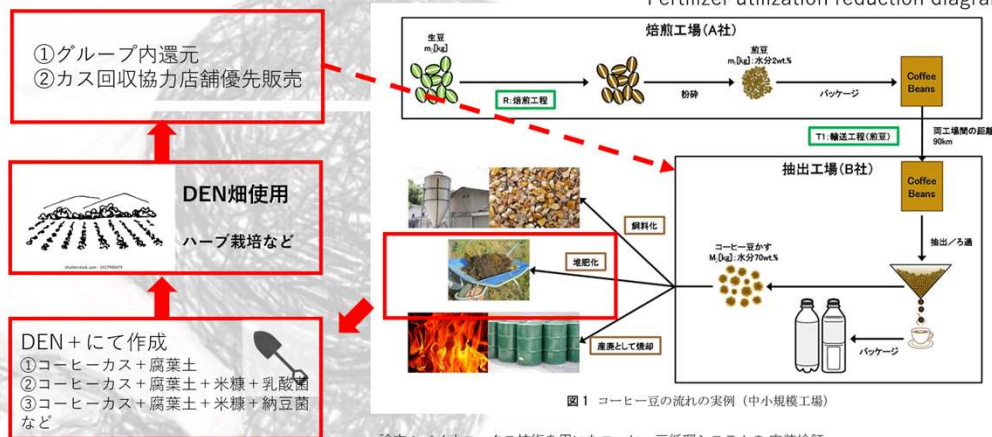 Fertilizer utilization reduction diagra
①グループ内還元
②カス回収協力店舗優先販売
DEN畑使用
ハーブ栽培など
DEN+にて作成
①コーヒーカス+腐葉土
②コーヒーカス+腐葉土+米糠+乳酸菌
③コーヒーカス+腐葉土+米糠+納豆菌
など
焙煎工場(A社)
生豆
R:焙煎工程
粉砕
煎豆
:水分2wt.%
パッケージ
Coffee
Beans
T1:輸送工程(煎豆)
両工場間の距離
90km
抽出工場(B社)
Coffee
Beans
抽出/ろ過
コーヒー豆かす
:水分70wt.%
パッケージ
飼料化
堆肥化
産廃として焼却
図1 コーヒー豆の流れの実例(中小規模工場)